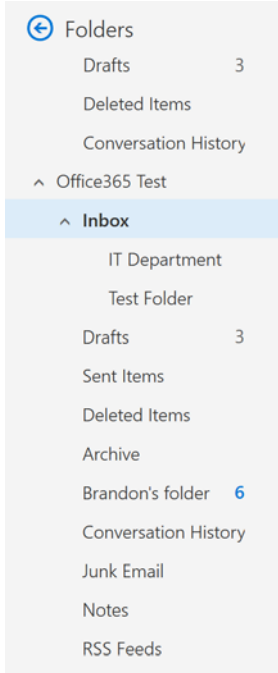 Folders
Drafts 3
Deleted Items
Conversation History
Office365 Test
Inbox
IT Department
Test Folder
Drafts 3
Sent Items
Deleted Items
Archive
Brandon's folder 6
Conversation History
Junk Email
Notes
RSS Feeds